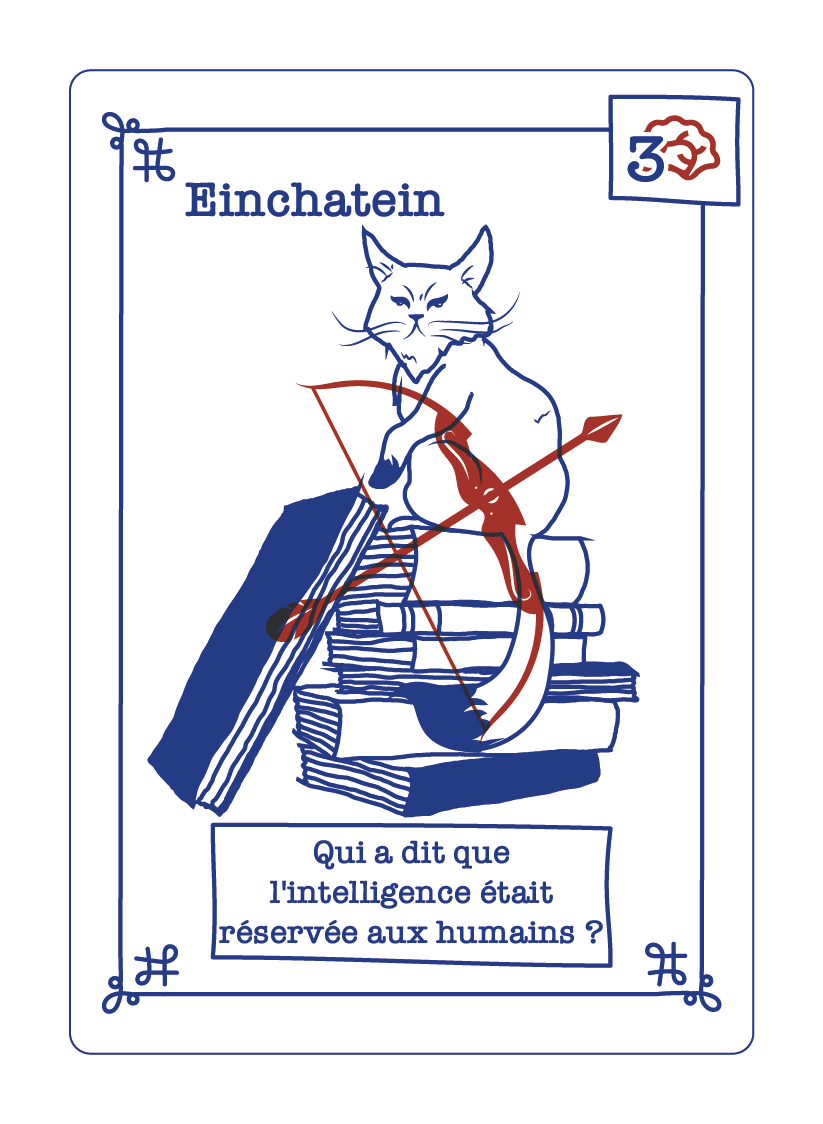 3
Einchatein
Qui a dit que
l'intelligence était
réservée aux humains ?